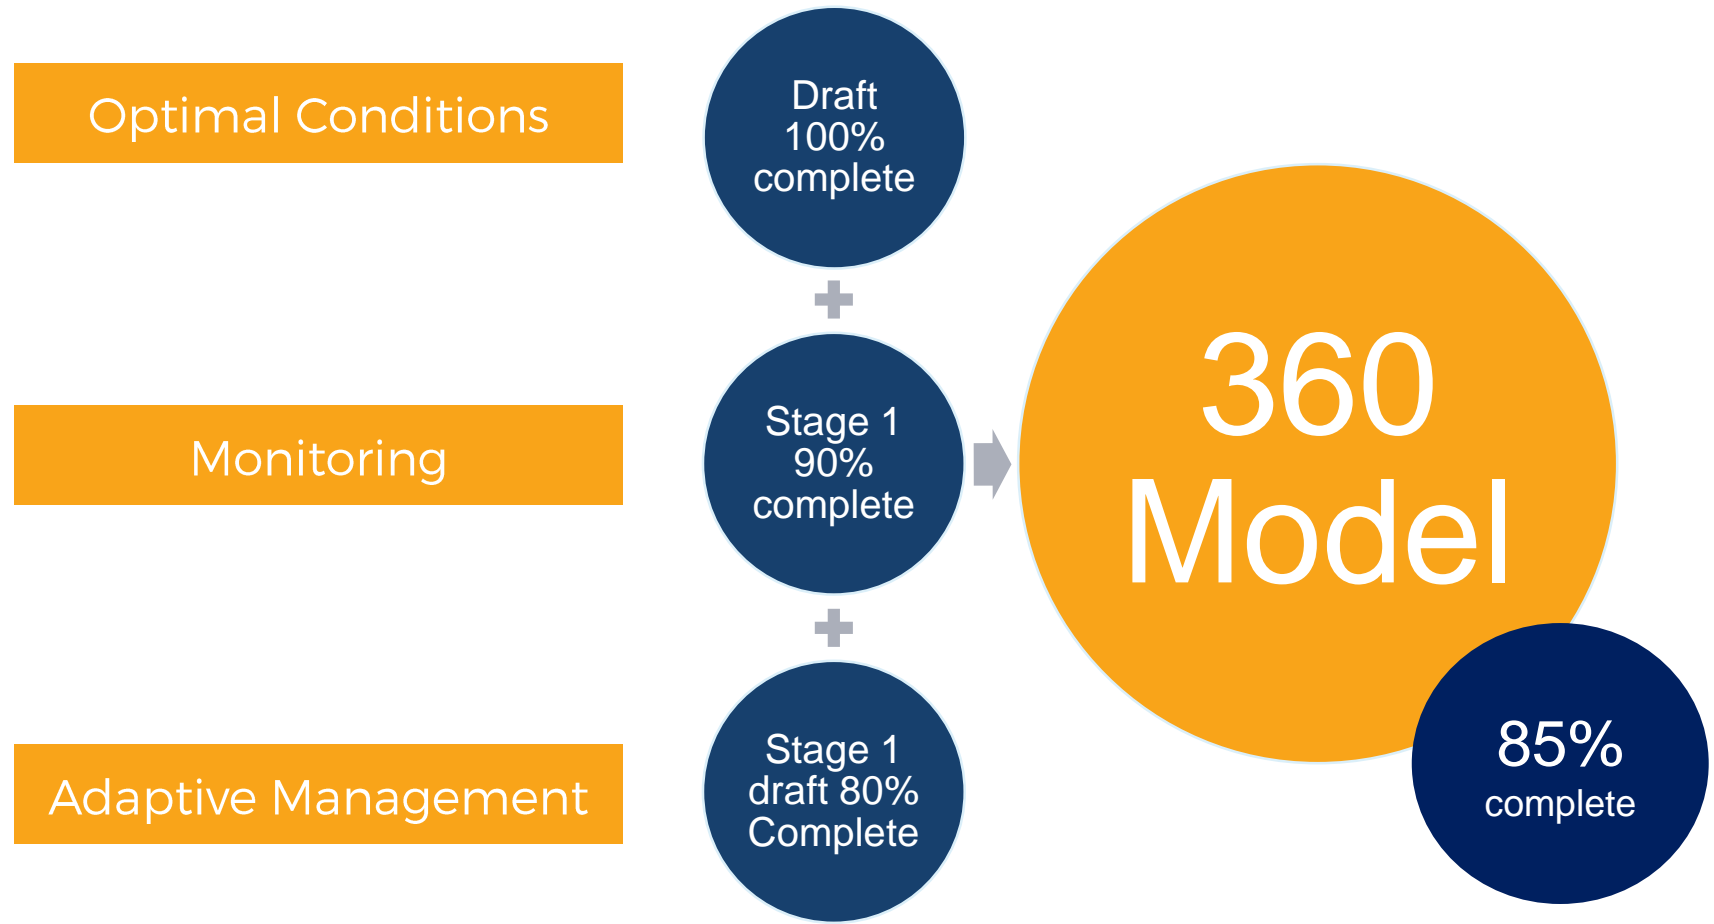 Optimal Conditions
Draft
100%
complete
Monitoring
Stage 1
90%
complete
Adaptive Management
Stage 1
draft 80%
Complete
360
Model
85%
complete